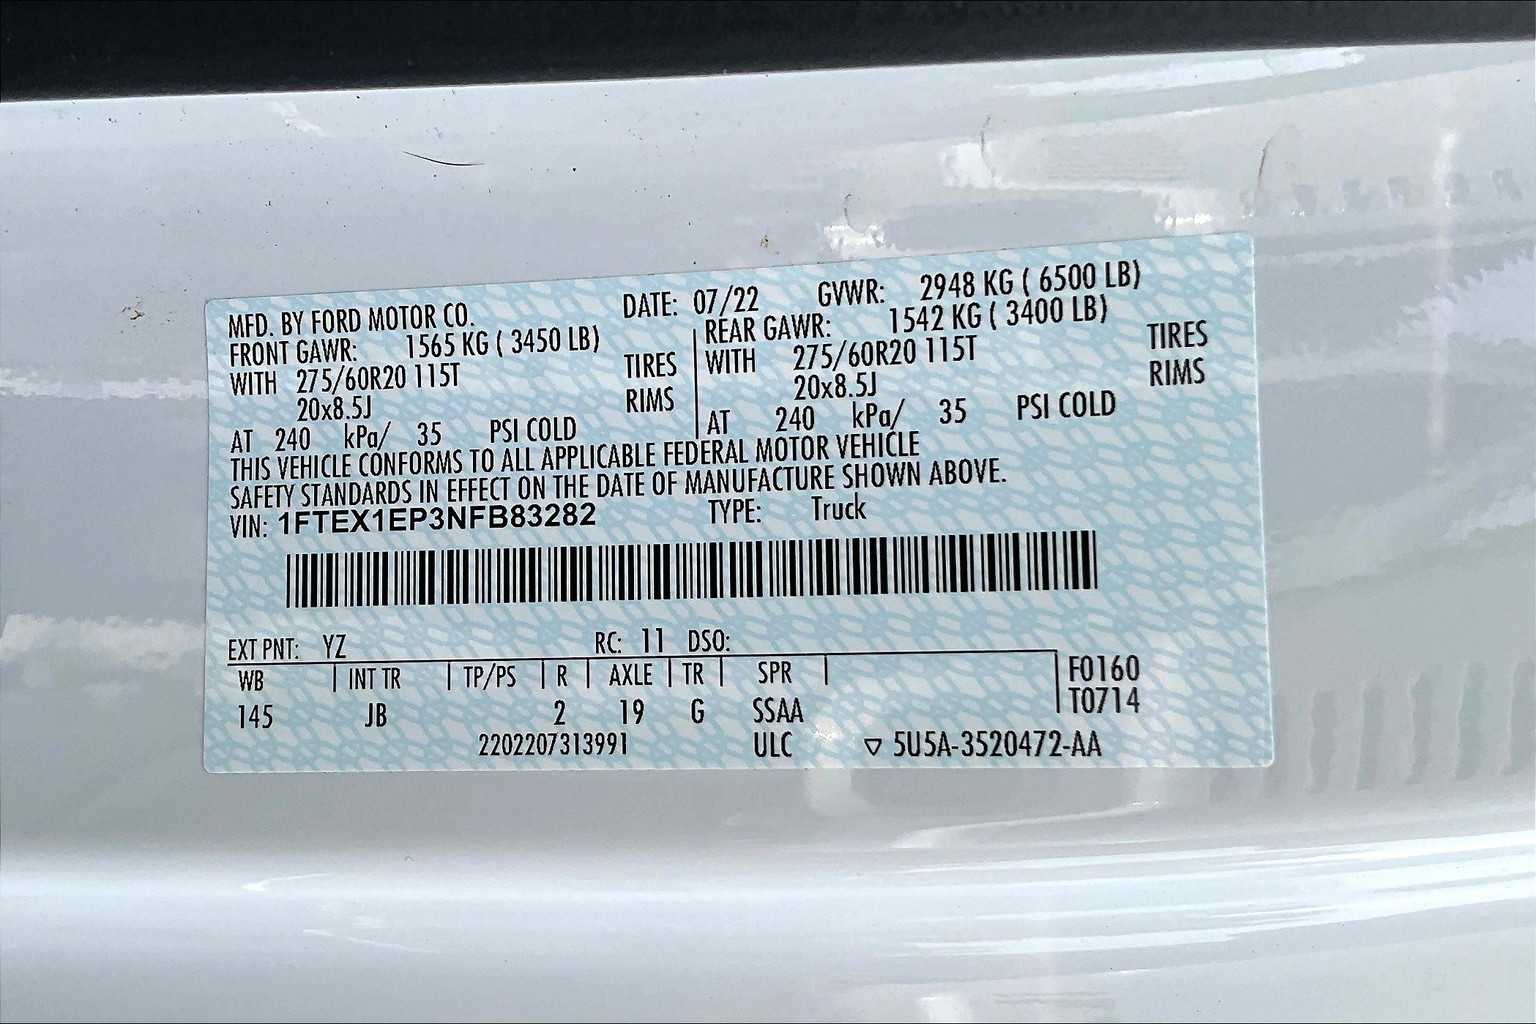 MFD. BY FORD MOTOR CO. DATE: 07/22 GVWR: 2948 KG ( 6500 LB)
FRONT GAWR: 1565 KG ( 3450 LB) REAR GAWR: 1542 KG ( 3400 LB)
WITH 275/60R20 115T TIRES WITH 275/60R20 115T TIRES
20x8.5J RIMS 20x8.5J RIMS
AT 240 kPa/ 35 PSI COLD AT 240 kPa/ 35 PSI COLD
THIS VEHICLE CONFORMS TO ALL APPLICABLE FEDERAL MOTOR VEHICLE
SAFETY STANDARDS IN EFFECT ON THE DATE OF MANUFACTURE SHOWN ABOVE.
VIN: 1FTEX1EP3NFB83282 TYPE: Truck
EXT PNT: YZ RC: 11 DSO:
WB INT TR TP/PS R AXLE TR SPR F0160
145 JB 2 19 G SSAA T0714
2202207313991 ULC ▽ 5U5A-3520472-AA